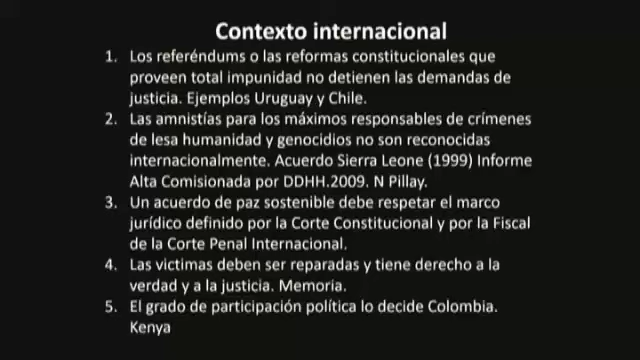 Contexto internacional
1. Los referéndums o las reformas constitucionales que
proveen total impunidad no detienen las demandas de
justicia. Ejemplos Uruguay y Chile.
2. Las amnistías para los máximos responsables de crímenes
de lesa humanidad y genocidios no son reconocidas
internacionalmente. Acuerdo Sierra Leone (1999) Informe
Alta Comisionada por DDHH.2009. N Pillay.
3. Un acuerdo de paz sostenible debe respetar el marco
jurídico definido por la Corte Constitucional y por la Fiscal
de la Corte Penal Internacional.
4. Las victimas deben ser reparadas y tiene derecho a la
verdad y a la justicia. Memoria.
5. El grado de participación política lo decide Colombia.
Kenya